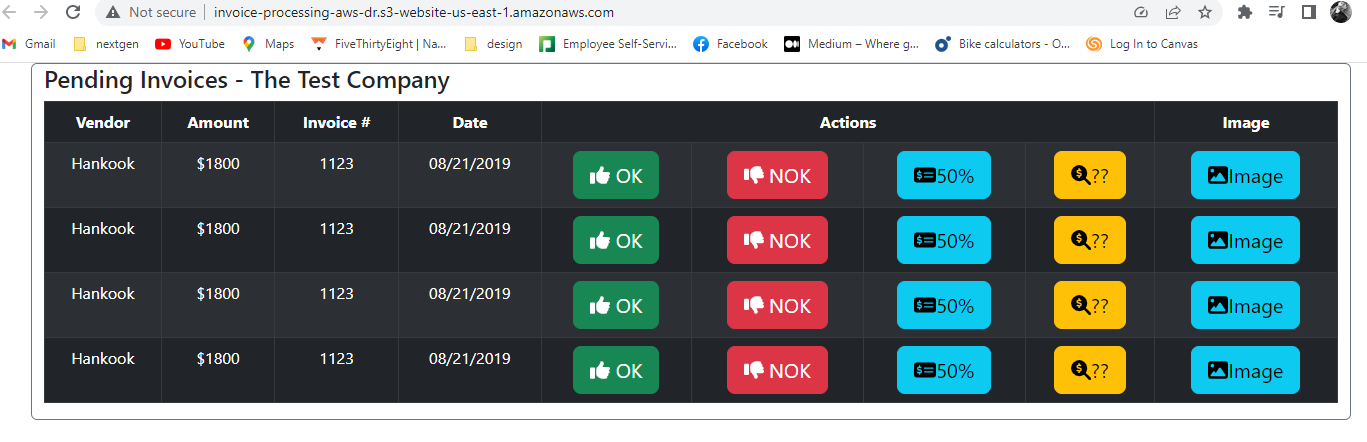 Not secure | invoice-processing-aws-dr.s3-website-us-east-1.amazonaws.com
Gmail nextgen YouTube Maps FiveThirtyEight | Na... design Employee Self-Servi... Facebook Medium – Where g... Bike calculators - O... Log In to Canvas
Pending Invoices - The Test Company
Vendor Amount Invoice # Date Actions Image
Hankook $1800 1123 08/21/2019 OK NOK 50% ?? Image
Hankook $1800 1123 08/21/2019 OK NOK 50% ?? Image
Hankook $1800 1123 08/21/2019 OK NOK 50% ?? Image
Hankook $1800 1123 08/21/2019 OK NOK 50% ?? Image